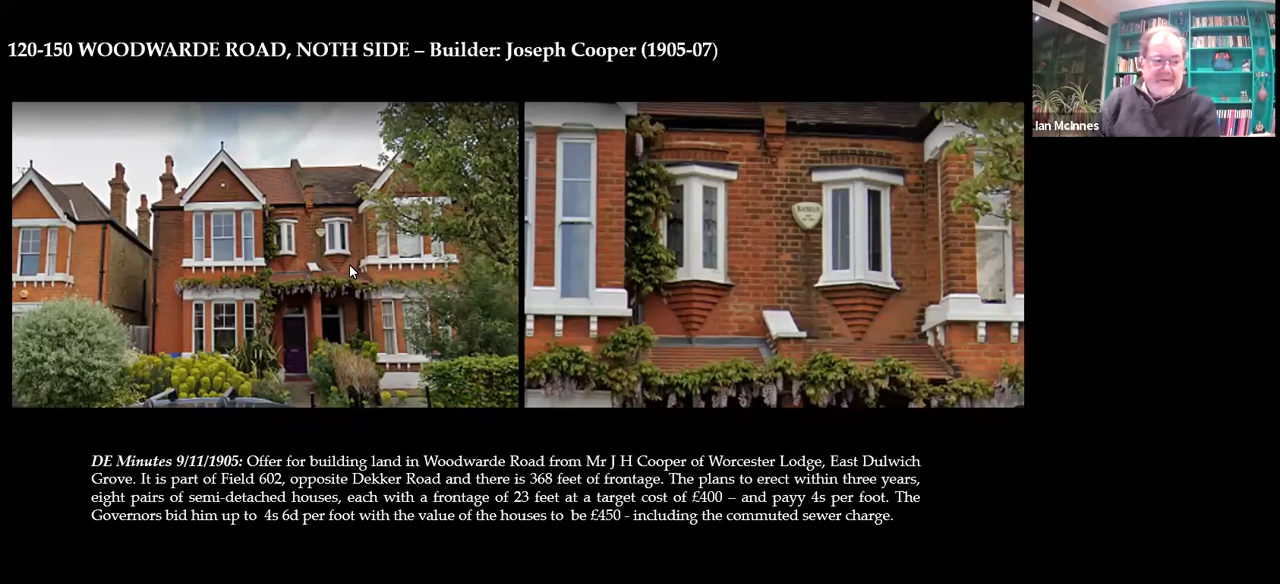 120-150 WOODWARDE ROAD, NOTH SIDE – Builder: Joseph Cooper (1905-07)
Ian McInnes
BANHAM
DE Minutes 9/11/1905: Offer for building land in Woodwarde Road from Mr J H Cooper of Worcester Lodge, East Dulwich
Grove. It is part of Field 602, opposite Dekker Road and there is 368 feet of frontage. The plans to erect within three years,
eight pairs of semi-detached houses, each with a frontage of 23 feet at a target cost of £400 – and payy 4s per foot. The
Governors bid him up to 4s 6d per foot with the value of the houses to be £450 - including the commuted sewer charge.